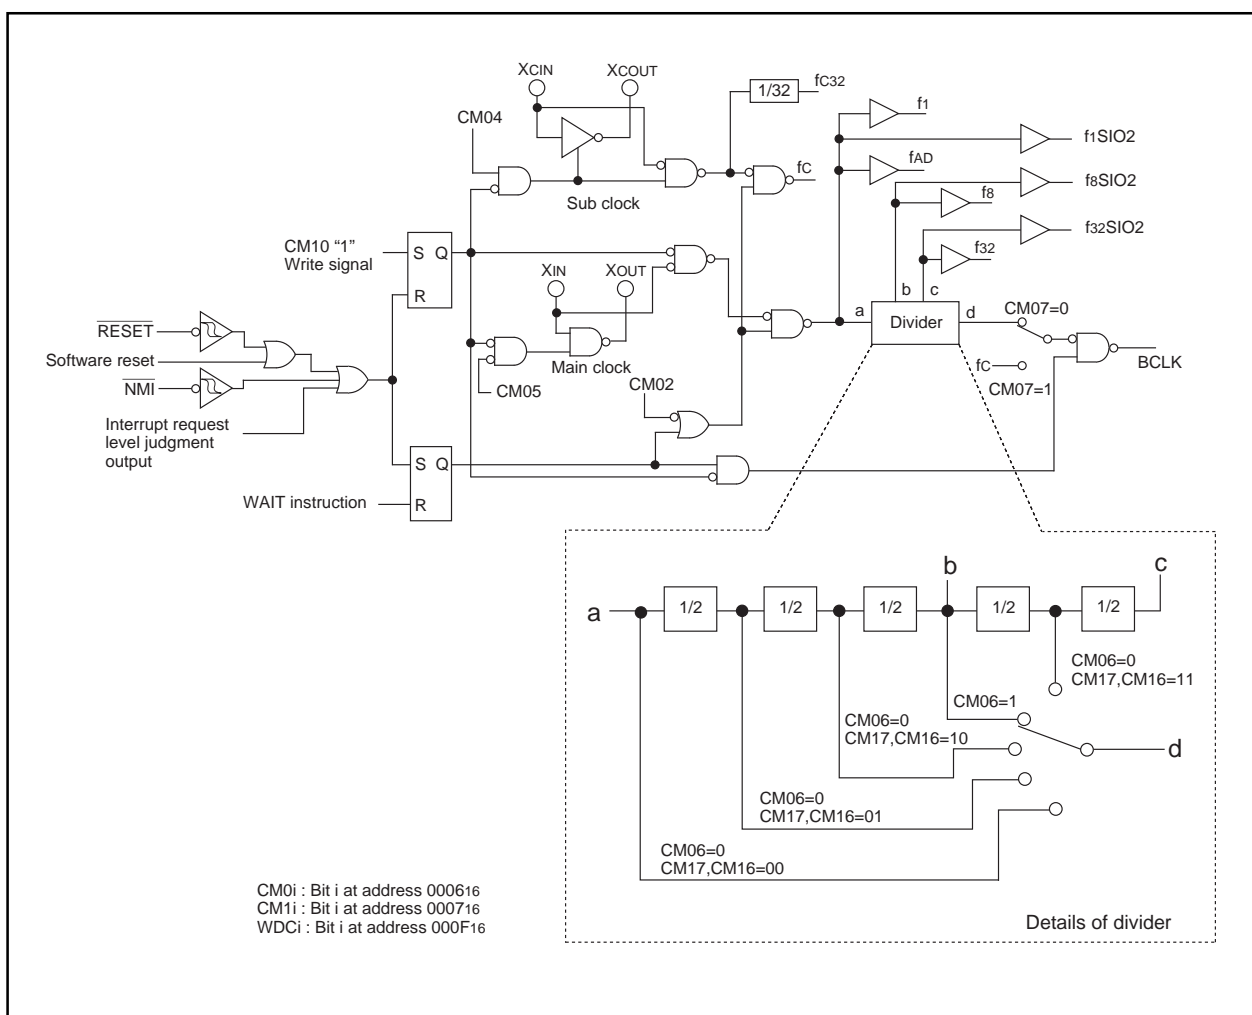 XCIN
XCOUT
1/32
fC32
CM04
f1
f1SIO2
fAD
fC
f8SIO2
f8
Sub clock
f32SIO2
f32
CM10 “1”
Write signal
S Q
R
XIN
XOUT
b c
a
Divider
d
CM07=0
RESET
Software reset
NMI
Main clock
CM05
CM02
fC
CM07=1
BCLK
Interrupt request
level judgment
output
S Q
R
WAIT instruction
a
1/2
1/2
1/2
b
1/2
1/2
c
CM06=0
CM17,CM16=11
CM06=1
CM06=0
CM17,CM16=10
d
CM06=0
CM17,CM16=01
CM06=0
CM17,CM16=00
CM0i : Bit i at address 000616
CM1i : Bit i at address 000716
WDCi : Bit i at address 000F16
Details of divider